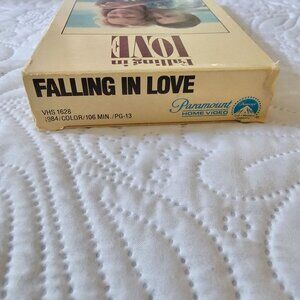 Falling in
LOVE
FALLING IN LOVE
VHS 1628
1984/COLOR/106 MIN./PG-13
Paramount
HOME VIDEO